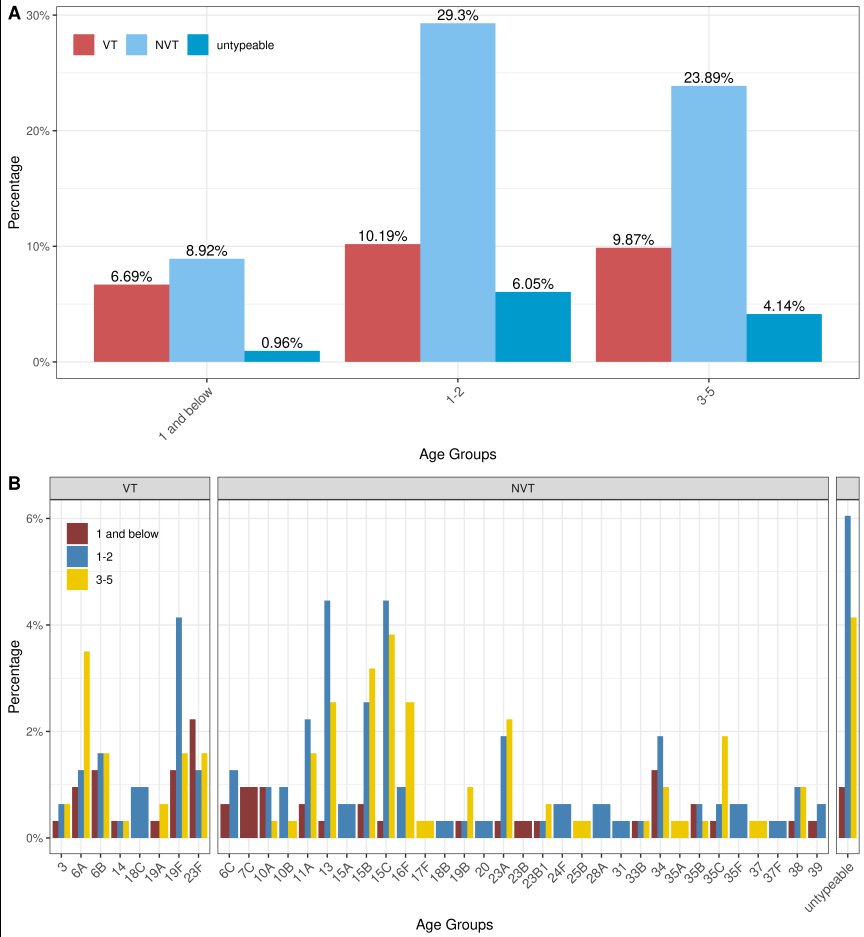 A
30%
20%
10%
0%
Percentage
VT NVT untypeable
6.69% 8.92% 0.96%
10.19% 29.3% 6.05%
9.87% 23.89% 4.14%
1 and below 1-2 3-5
Age Groups
B
VT NVT
6%
4%
2%
0%
Percentage
1 and below
1-2
3-5
3 6A 6B 14 18C 19A 19F 23F 6C 7C 10A 10B 11A 13 15A 15B 15C 16F 17F 18B 19B 20 23A 23B 23B1 24F 25B 28A 31 33B 34 35A 35B 35C 35F 37 37F 38 39 untypeable
Age Groups